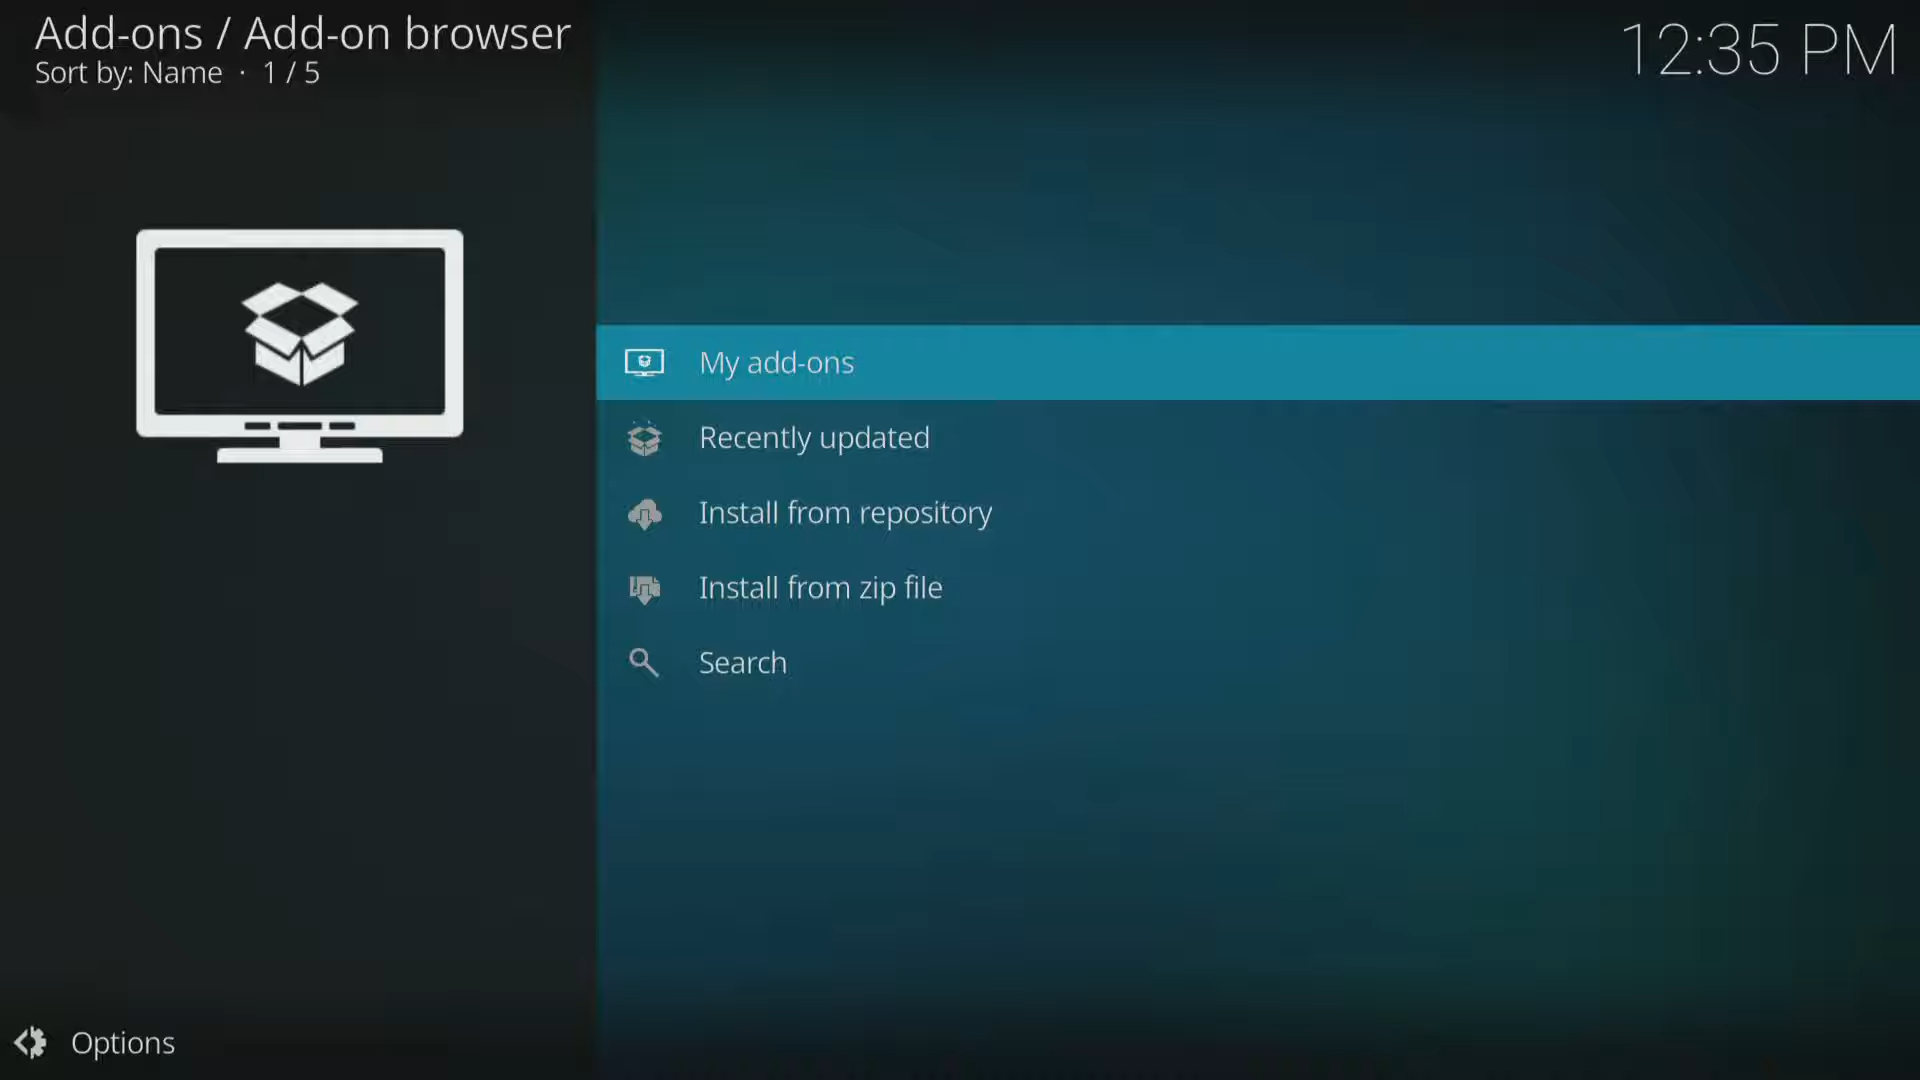 Add-ons / Add-on browser
Sort by: Name · 1 / 5
12:35 PM
My add-ons
Recently updated
Install from repository
Install from zip file
Search
Options